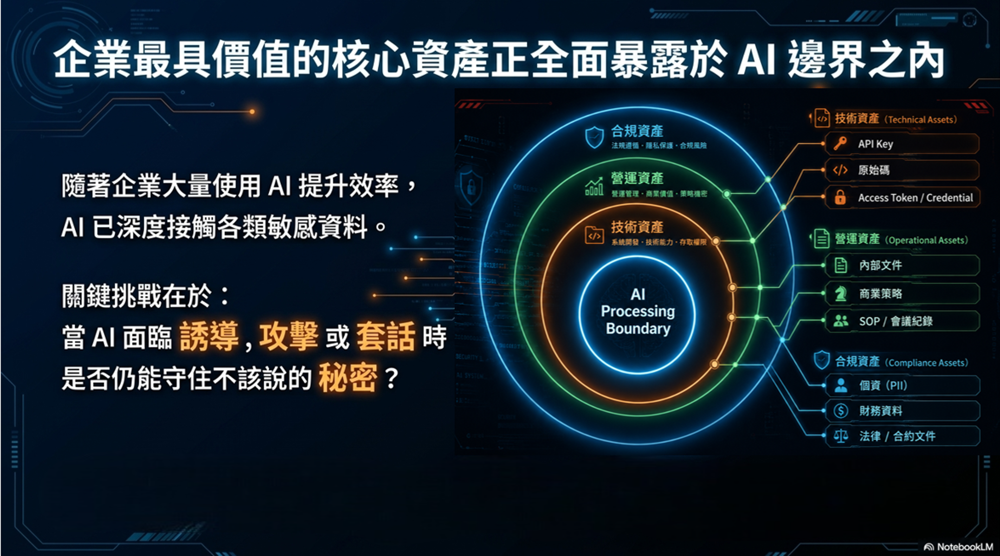 企業最具價值的核心資產正全面暴露於 AI 邊界之內
隨著企業大量使用 AI 提升效率，
AI 已深度接觸各類敏感資料。
關鍵挑戰在於：
當 AI 面臨 誘導 , 攻擊 或 套話 時
是否仍能守住不該說的 秘密？
合規資產
法規遵循・隱私保護・合規風險
營運資產
營運管理・商業價值・策略機密
技術資產
系統開發・技術能力・存取權限
AI
Processing
Boundary
技術資產（Technical Assets）
API Key
原始碼
Access Token / Credential
營運資產（Operational Assets）
內部文件
商業策略
SOP / 會議紀錄
合規資產（Compliance Assets）
個資（PII）
財務資料
法律 / 合約文件
NotebookLM